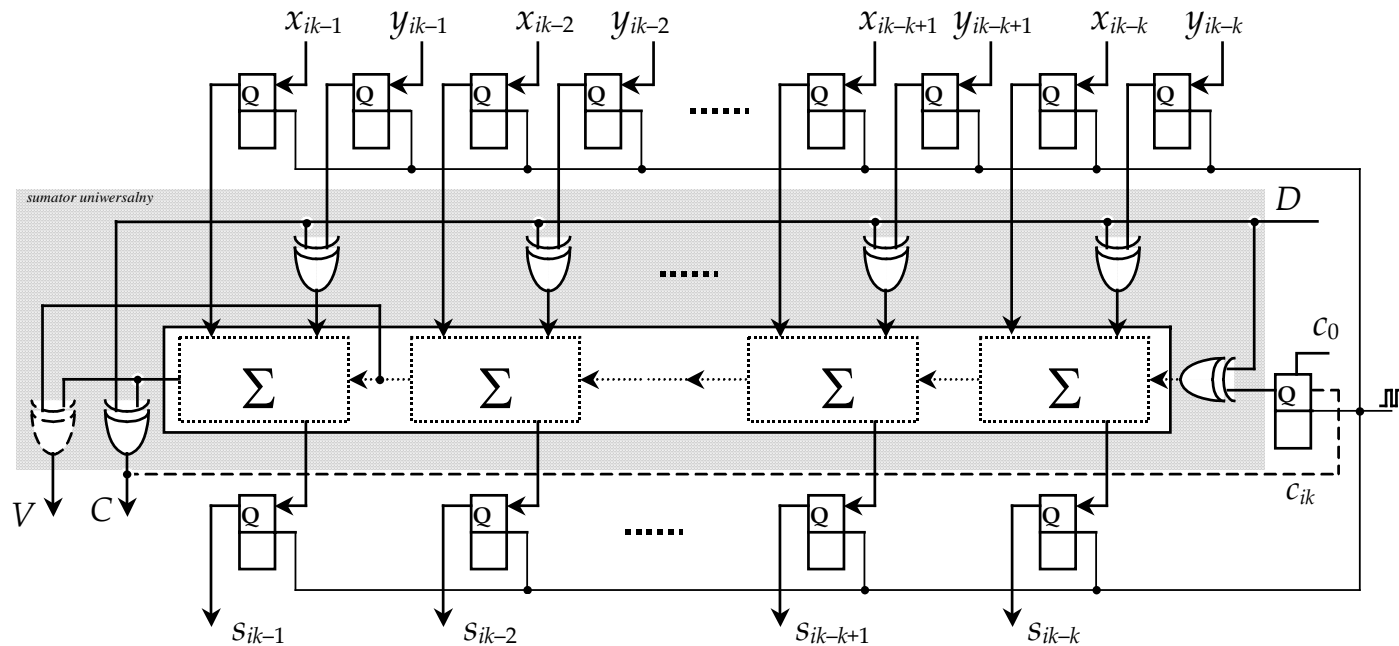 x_{ik–1} y_{ik–1} x_{ik–2} y_{ik–2} x_{ik–k+1} y_{ik–k+1} x_{ik–k} y_{ik–k}
Q Q Q Q Q Q Q Q
sumator uniwersalny
D
c_0
Σ Σ Σ Σ
Q
V C
c_{ik}
Q Q Q Q
s_{ik–1} s_{ik–2} s_{ik–k+1} s_{ik–k}